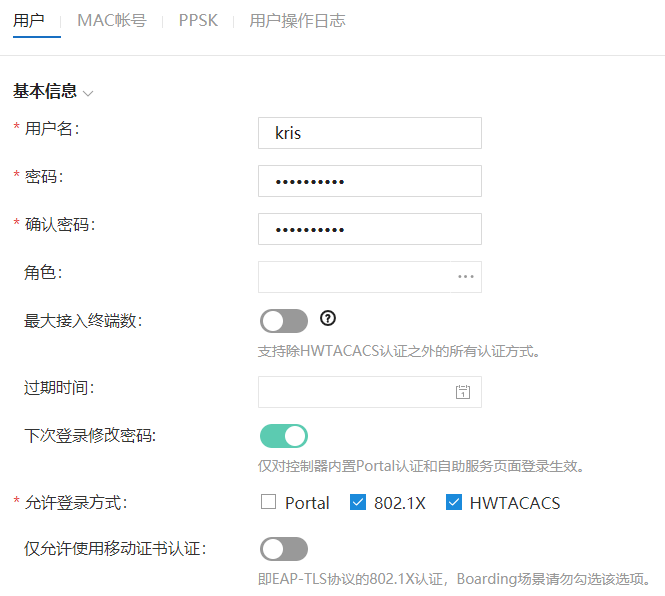 用户 MAC帐号 PPSK 用户操作日志
基本信息
* 用户名: kris
* 密码: ••••••••••
* 确认密码: ••••••••••
角色: ...
最大接入终端数: ?
支持除HWTACACS认证之外的所有认证方式。
过期时间: 1
下次登录修改密码:
仅对控制器内置Portal认证和自助服务页面登录生效。
* 允许登录方式: Portal 802.1X HWTACACS
仅允许使用移动证书认证:
即EAP-TLS协议的802.1X认证，Boarding场景请勿勾选该选项。